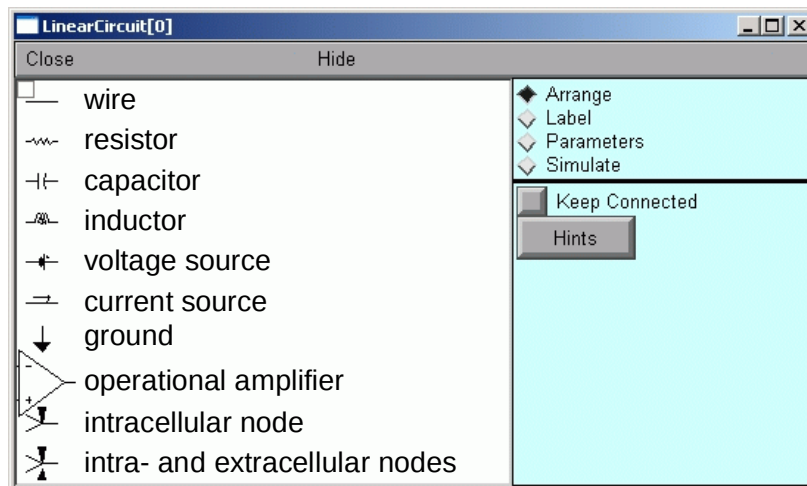 LinearCircuit[0]
Close Hide
wire
resistor
capacitor
inductor
voltage source
current source
ground
- operational amplifier
+
intracellular node
intra- and extracellular nodes
Arrange
Label
Parameters
Simulate
Keep Connected
Hints